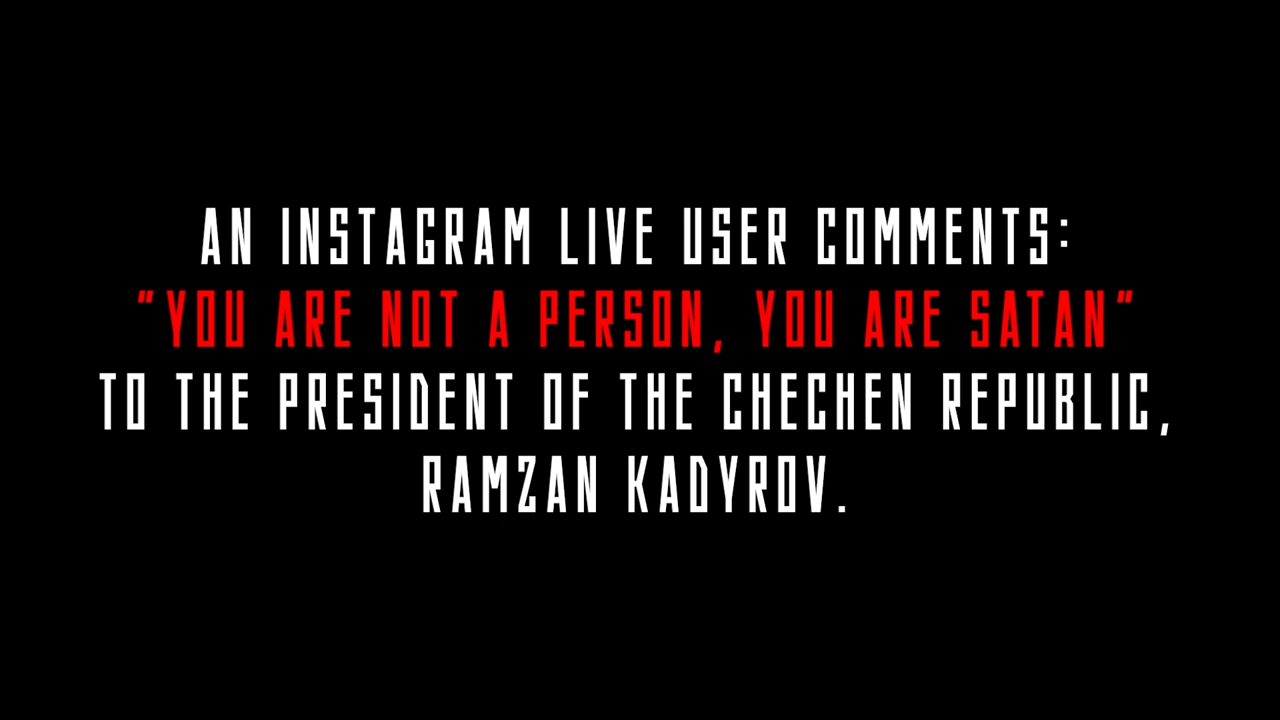 AN INSTAGRAM LIVE USER COMMENTS:
"YOU ARE NOT A PERSON, YOU ARE SATAN"
TO THE PRESIDENT OF THE CHECHEN REPUBLIC,
RAMZAN KADYROV.